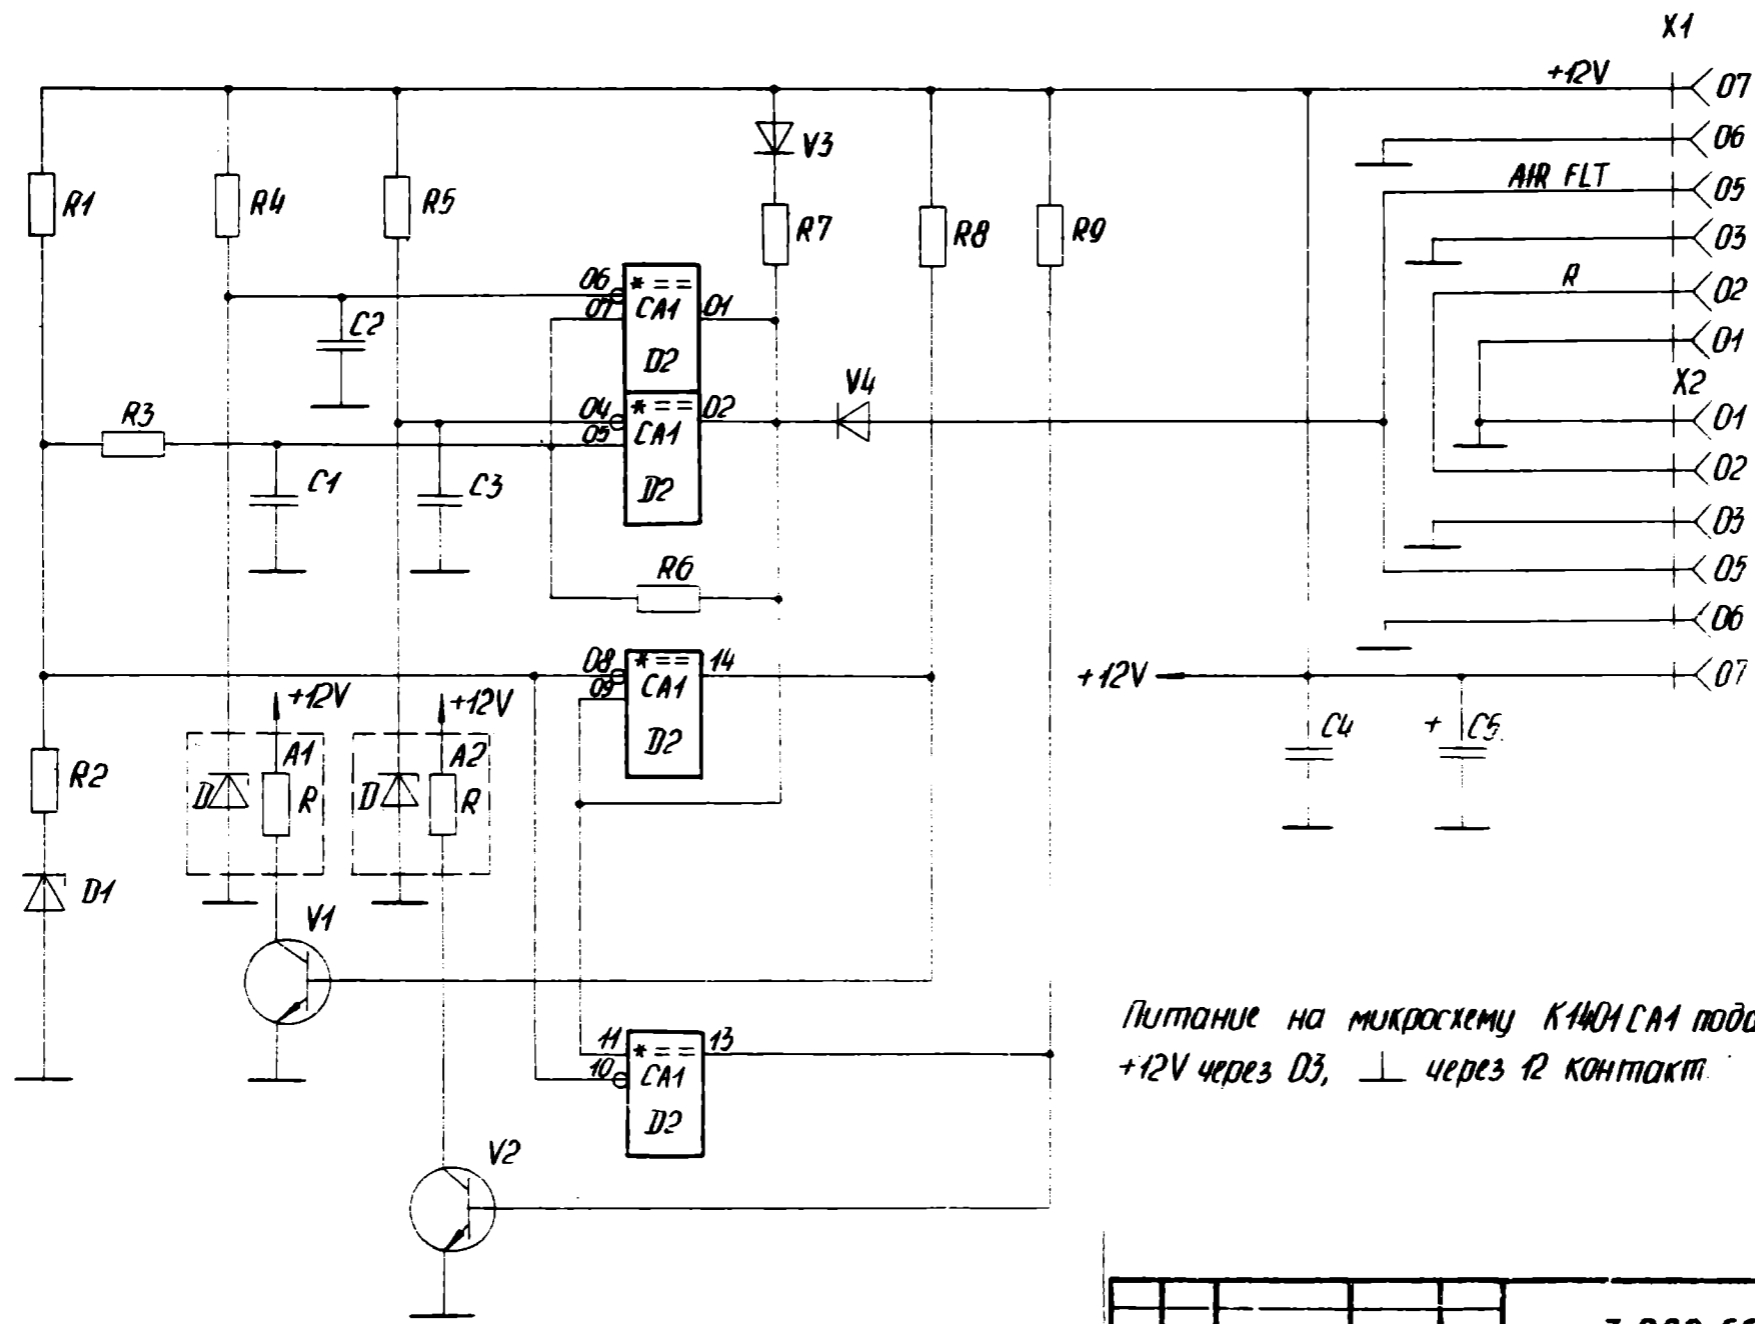 X1
+12V
07
06
AIR FLT
05
03
R
02
01
X2
01
02
03
05
06
07
R1
R4
R5
V3
R7
R8
R9
06
07
* ==
CA1
D2
01
C2
V4
04
05
* ==
CA1
D2
02
R3
C1
C3
R6
08
09
* ==
CA1
D2
14
+12V
+12V
+12V
A1
D
R
A2
D
R
R2
D1
V1
C4
+
C5
11
10
* ==
CA1
D2
13
V2
Питание на микросхему К1401СА1
+12V через 03, ⊥ через 12 контакт